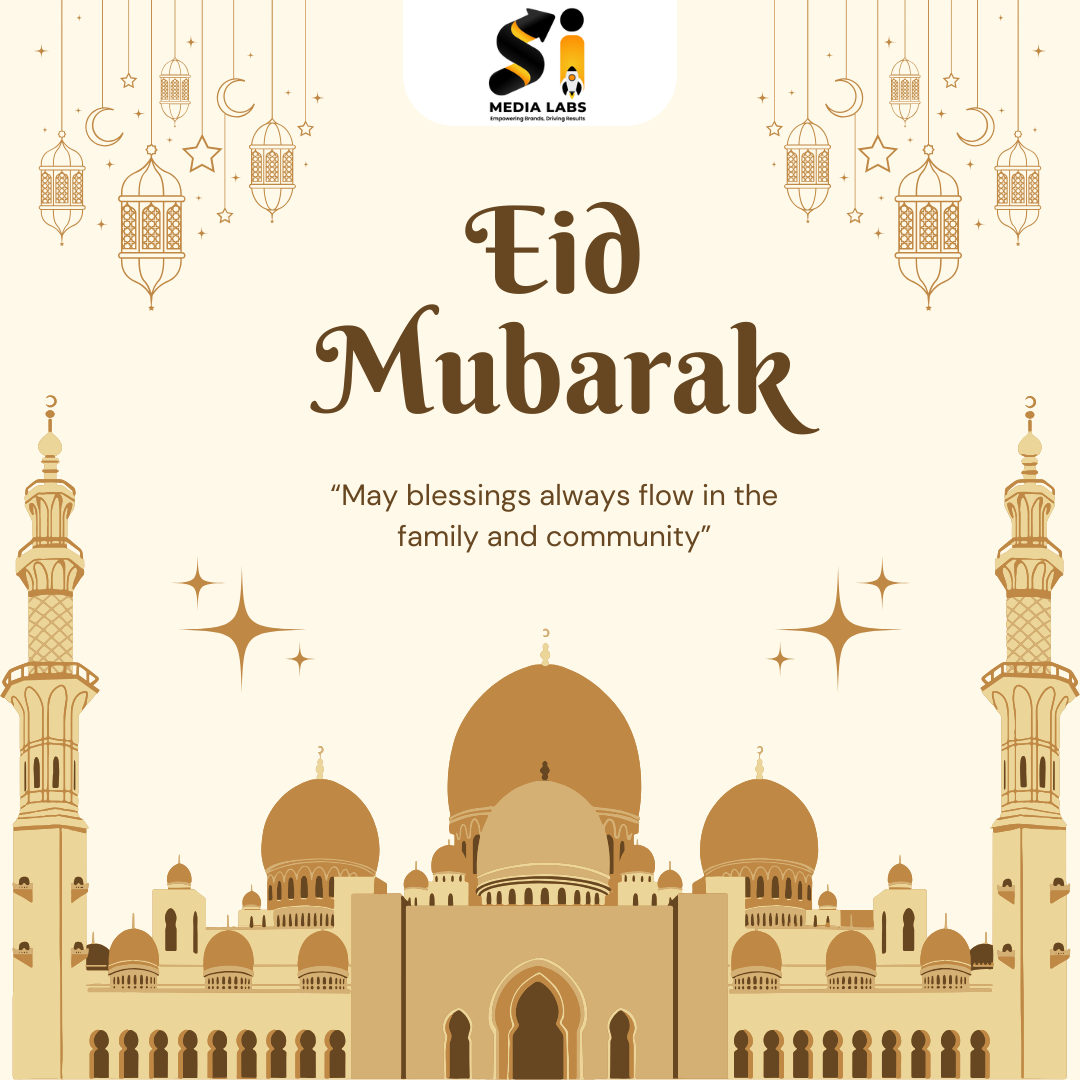 Si
MEDIA LABS
Empowering Brands, Driving Results
Eid
Mubarak
“May blessings always flow in the
family and community”